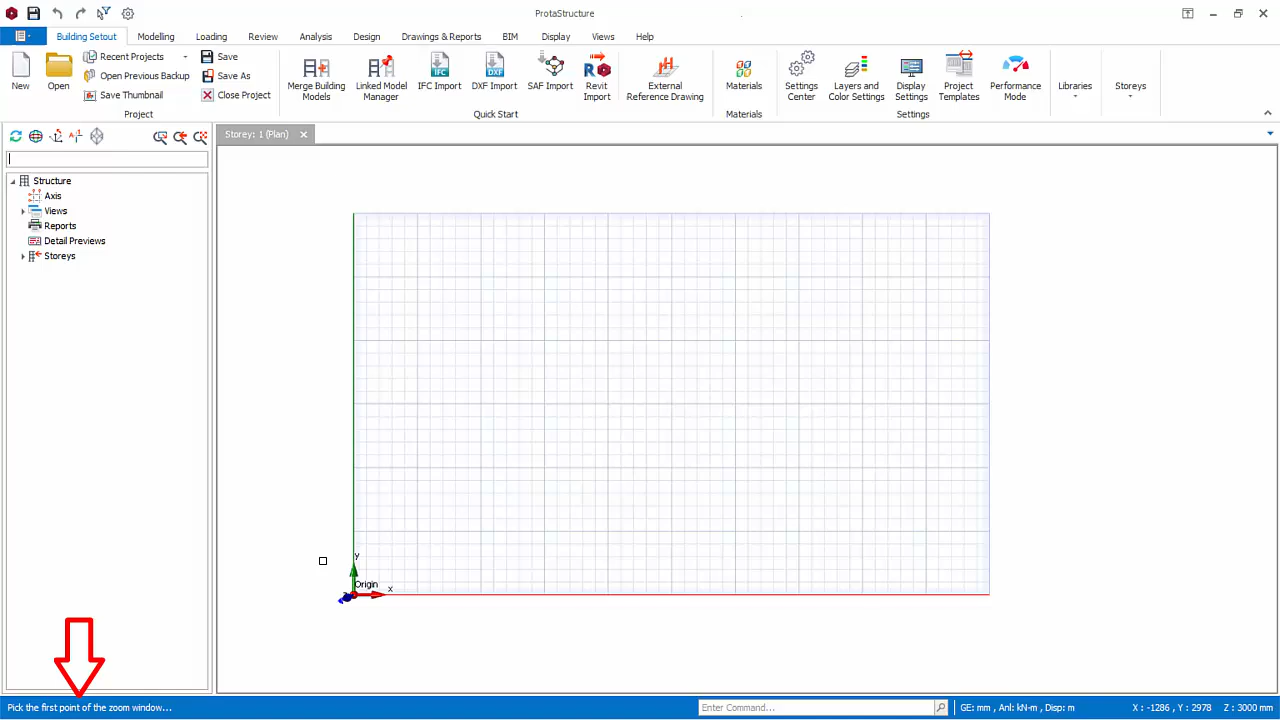 ProtaStructure
Building Setout
Modelling
Loading
Review
Analysis
Design
Drawings & Reports
BIM
Display
Views
Help
New
Open
Recent Projects
Open Previous Backup
Save Thumbnail
Save
Save As
Close Project
Merge Building
Models
Linked Model
Manager
IFC
IFC Import
DXF
DXF Import
SAF Import
Revit
Import
External
Reference Drawing
Materials
Settings
Center
Layers and
Color Settings
Display
Settings
Project
Templates
Performance
Mode
Libraries
Storeys
Project
Quick Start
Materials
Settings
Storey: 1 (Plan)
Structure
Axis
Views
Reports
Detail Previews
Storeys
y
Origin
x
Pick the first point of the zoom window...
Enter Command...
GE: mm , Anl: kN-m , Disp: m
X : -1286 , Y : 2978
Z : 3000 mm